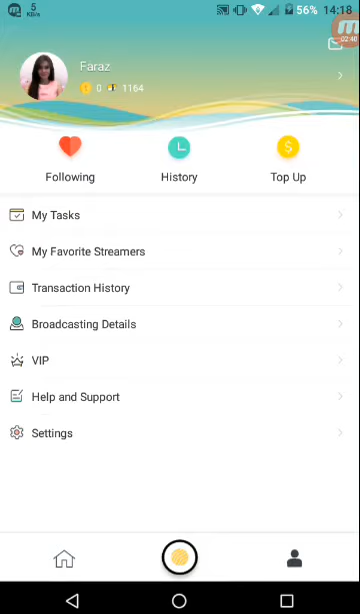 5
KB/s
56% 14:18
02:40
Faraz
0 1164
Following History Top Up
My Tasks
My Favorite Streamers
Transaction History
Broadcasting Details
VIP
Help and Support
Settings